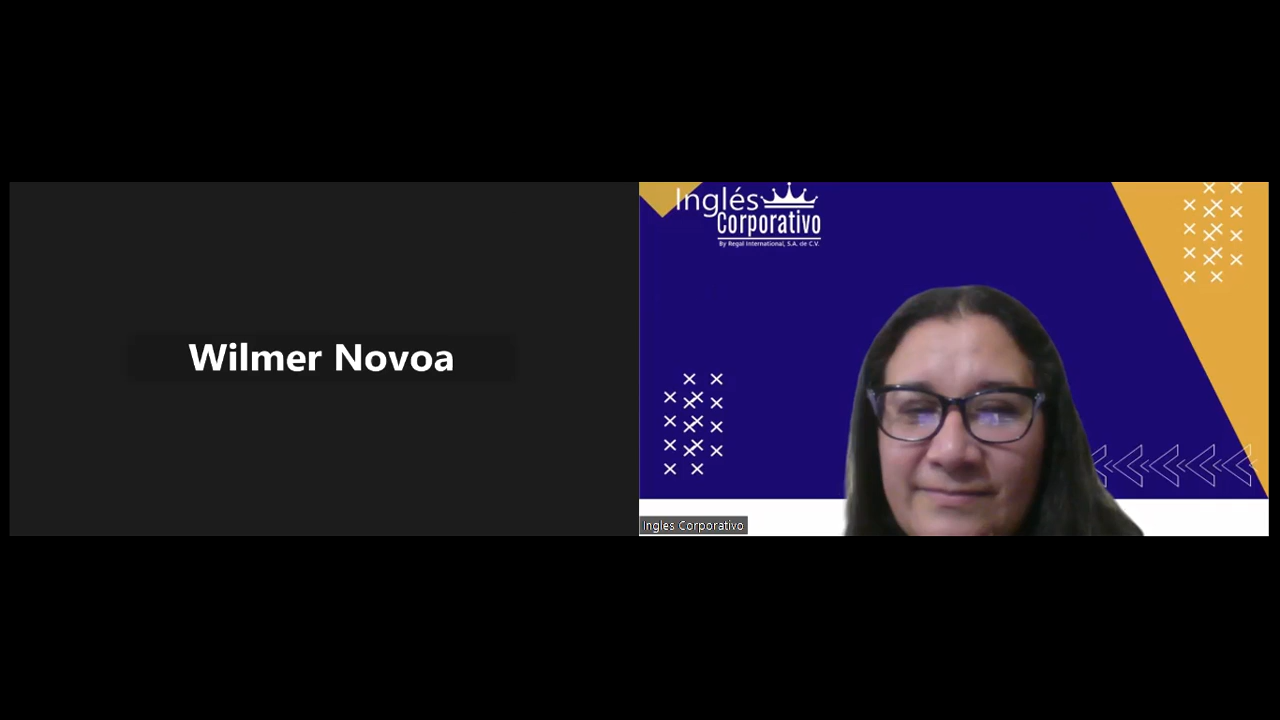 Wilmer Novoa
Inglés
Corporativo
By Regal International, S.A. de C.V.
Ingles Corporativo